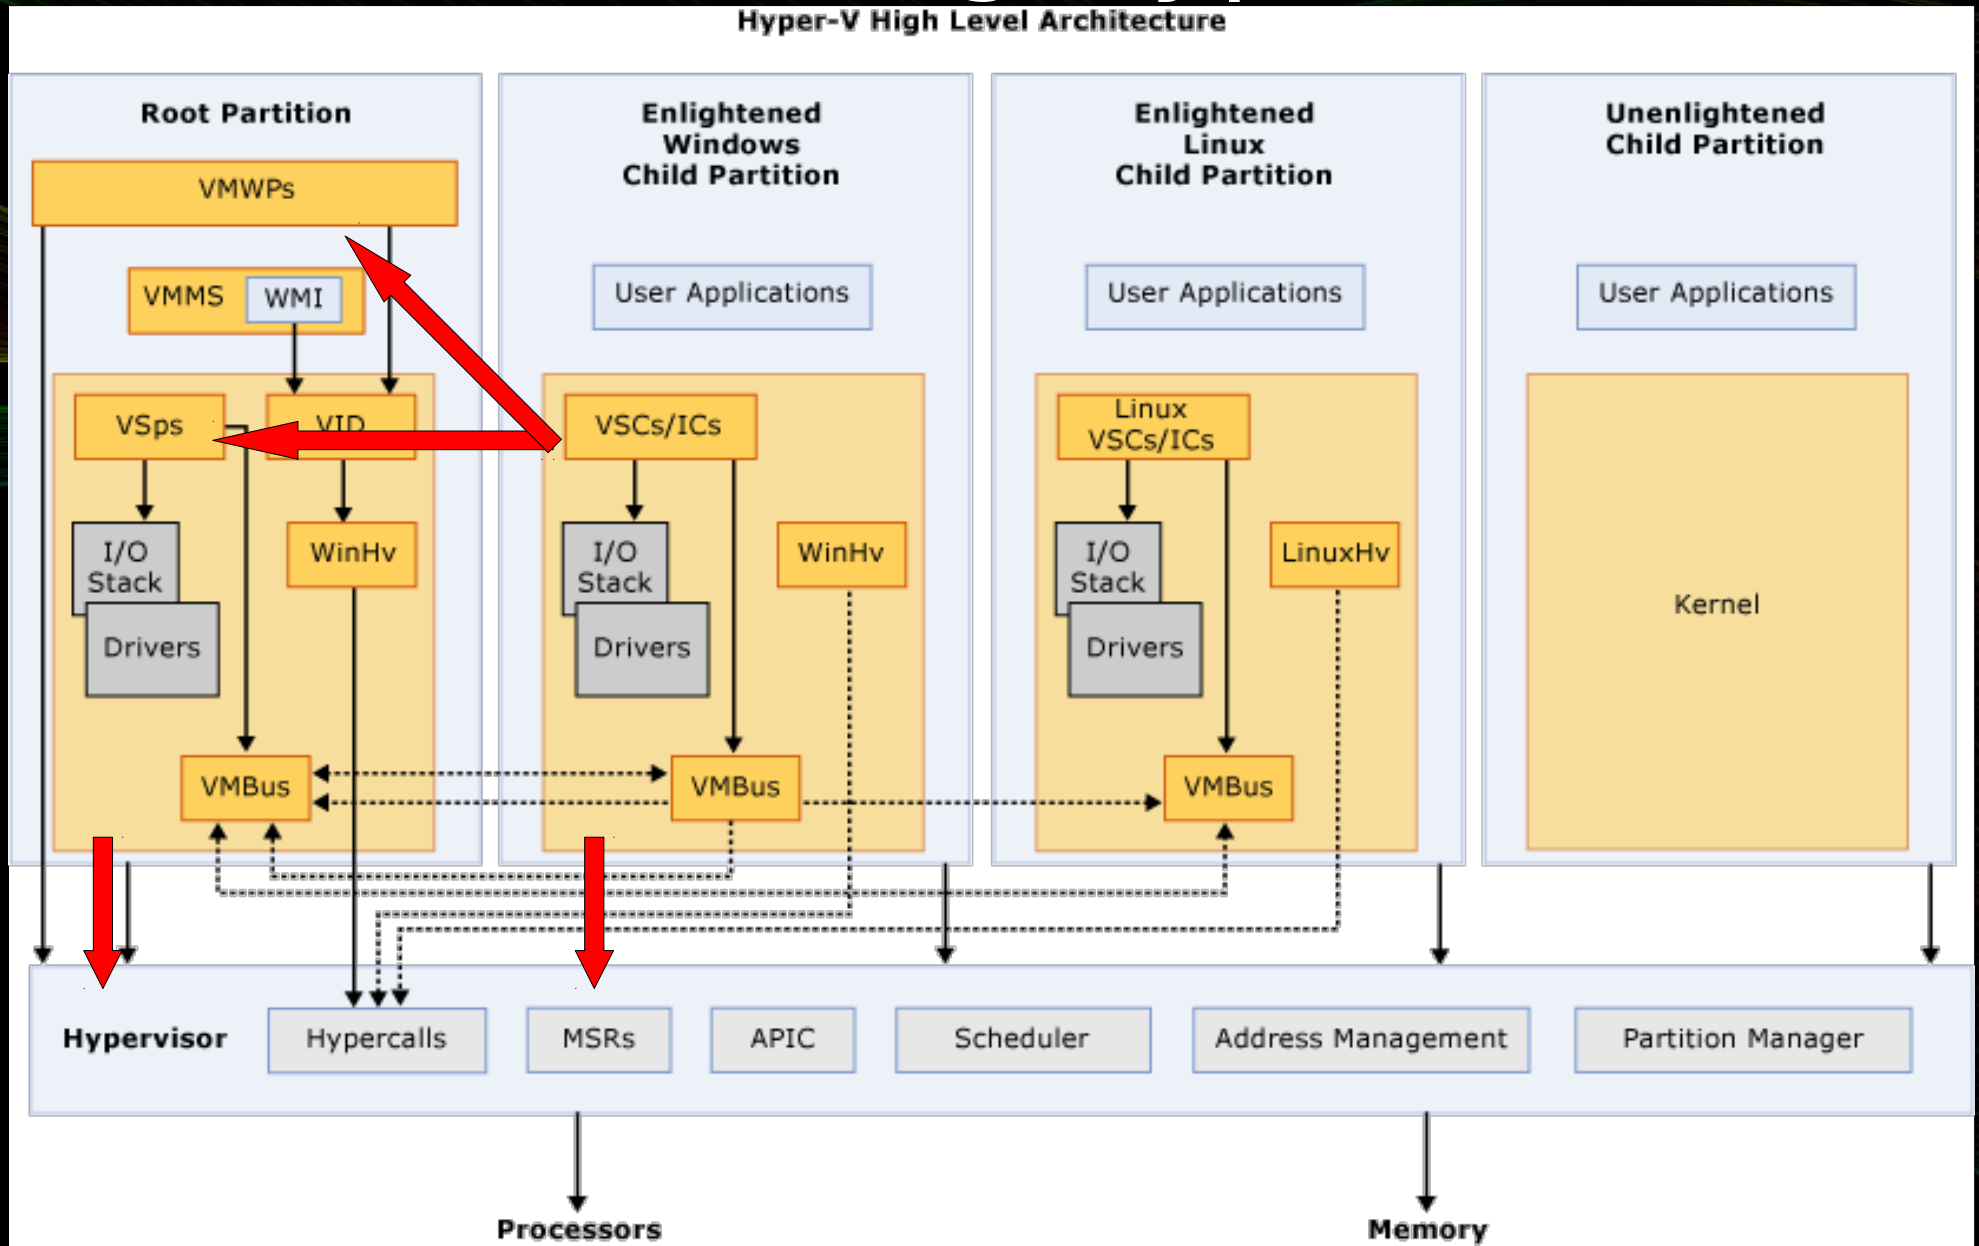 Hyper-V High Level Architecture
Root Partition
VMWPs
VMMS
WMI
VSps
VID
I/O
Stack
WinHv
Drivers
VMBus
Enlightened
Windows
Child Partition
User Applications
VSCs/ICs
I/O
Stack
WinHv
Drivers
VMBus
Enlightened
Linux
Child Partition
User Applications
Linux
VSCs/ICs
I/O
Stack
LinuxHv
Drivers
VMBus
Unenlightened
Child Partition
User Applications
Kernel
Hypervisor
Hypercalls
MSRs
APIC
Scheduler
Address Management
Partition Manager
Processors
Memory